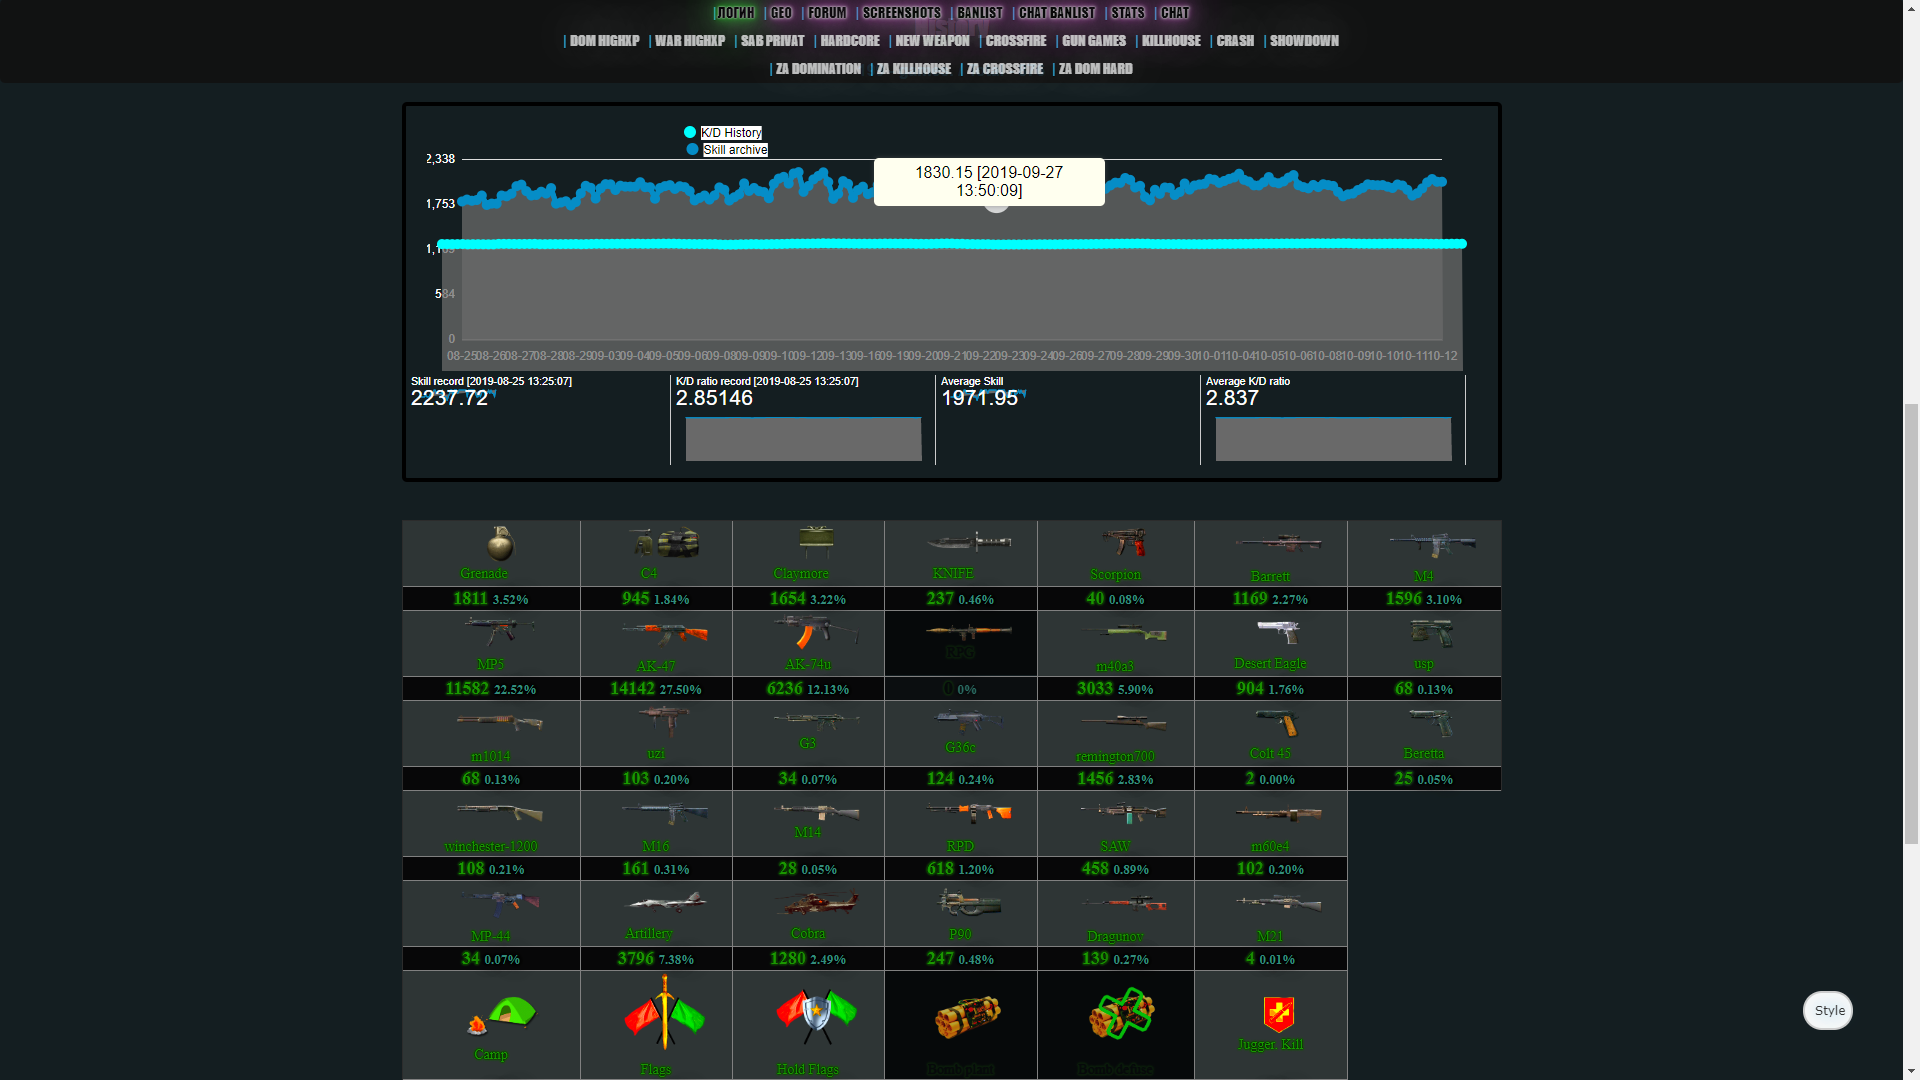 |ЛОГИН |GEO |FORUM |SCREENSHOTS |BANLIST |CHAT BANLIST |STATS |CHAT
|DOM HIGHXP |WAR HIGHXP |SAB PRIVAT |HARDCORE |NEW WEAPON |CROSSFIRE |GUN GAMES |KILLHOUSE |CRASH |SHOWDOWN
|ZA DOMINATION |ZA KILLHOUSE |ZA CROSSFIRE |ZA DOM HARD
K/D History
Skill archive
2,338
1830.15 [2019-09-27
13:50:09]
1,753
584
0
08-25 08-26 08-27 08-28 08-29 09-03 09-04 09-05 09-06 09-08 09-09 09-10 09-12 09-13 09-16 09-19 09-20 09-21 09-22 09-23 09-24 09-26 09-27 09-28 09-29 09-30 10-01 10-04 10-05 10-06 10-08 10-09 10-10 10-11 10-12
Skill record [2019-08-25 13:25:07] K/D ratio record [2019-08-25 13:25:07] Average Skill Average K/D ratio
2237.72 2.85146 1971.95 2.837
Grenade C4 Claymore KNIFE Scorpion Barrett M4
1811 3.52% 945 1.84% 1654 3.22% 237 0.46% 40 0.08% 1169 2.27% 1596 3.10%
MP5 AK-47 AK-74u RPG m40a3 Desert Eagle usp
11582 22.52% 14142 27.50% 6236 12.13% 0 0% 3033 5.90% 904 1.76% 68 0.13%
m1014 uzi G3 G36c remington700 Colt 45 Beretta
68 0.13% 103 0.20% 34 0.07% 124 0.24% 1456 2.83% 2 0.00% 25 0.05%
winchester-1200 M16 M14 RPD SAW m60e4
108 0.21% 161 0.31% 28 0.05% 618 1.20% 458 0.89% 102 0.20%
MP-44 Artillery Cobra P90 Dragunov M21
34 0.07% 3796 7.38% 1280 2.49% 247 0.48% 139 0.27% 4 0.01%
Camp Flags Hold Flags Bomb plant Bomb defuse Jugger. Kill
Style